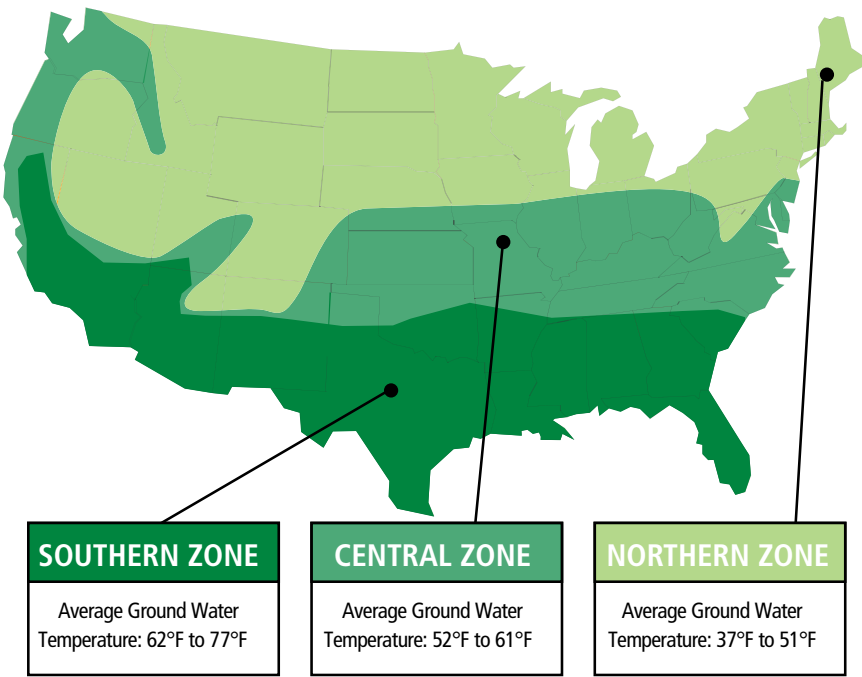 SOUTHERN ZONE
Average Ground Water
Temperature: 62°F to 77°F
CENTRAL ZONE
Average Ground Water
Temperature: 52°F to 61°F
NORTHERN ZONE
Average Ground Water
Temperature: 37°F to 51°F